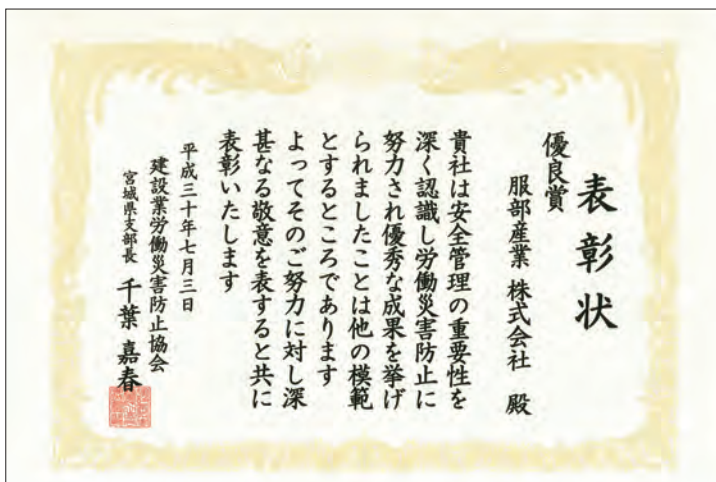 表彰状
優良賞
服部産業 株式会社 殿
貴社は安全管理の重要性を
深く認識し労働災害防止に
努力され優秀な成果を挙げ
られましたことは他の模範
とするところであります
よってそのご努力に対し深
甚なる敬意を表すると共に
表彰いたします
平成三十年七月三日
建設業労働災害防止協会
宮城県支部長 千葉 嘉春